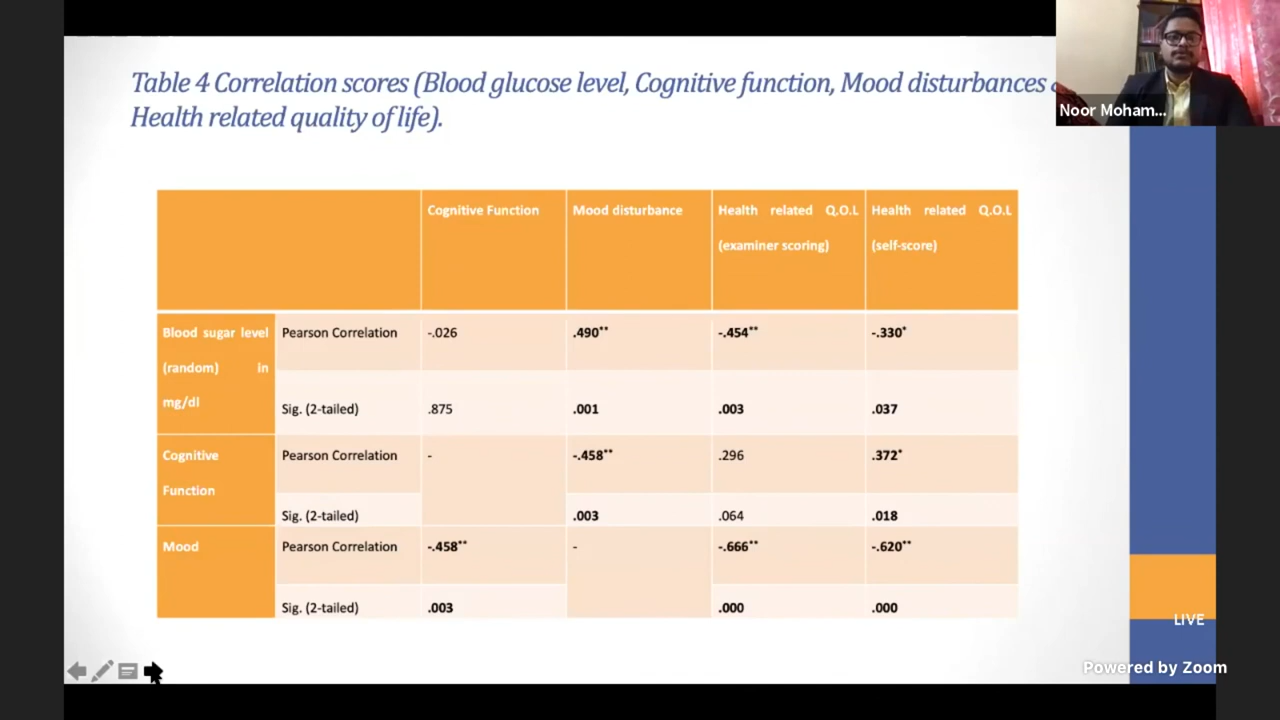 Table 4 Correlation scores (Blood glucose level, Cognitive function, Mood disturbances
Health related quality of life).
Noor Moham...
Cognitive Function Mood disturbance Health related Q.O.L Health related Q.O.L
(examiner scoring) (self-score)
Blood sugar level Pearson Correlation -.026 .490** -.454** -.330*
(random) in
mg/dl
Sig. (2-tailed) .875 .001 .003 .037
Cognitive Pearson Correlation - -.458** .296 .372*
Function
Sig. (2-tailed) .003 .064 .018
Mood Pearson Correlation -.458** - -.666** -.620**
Sig. (2-tailed) .003 .000 .000
LIVE
Powered by Zoom